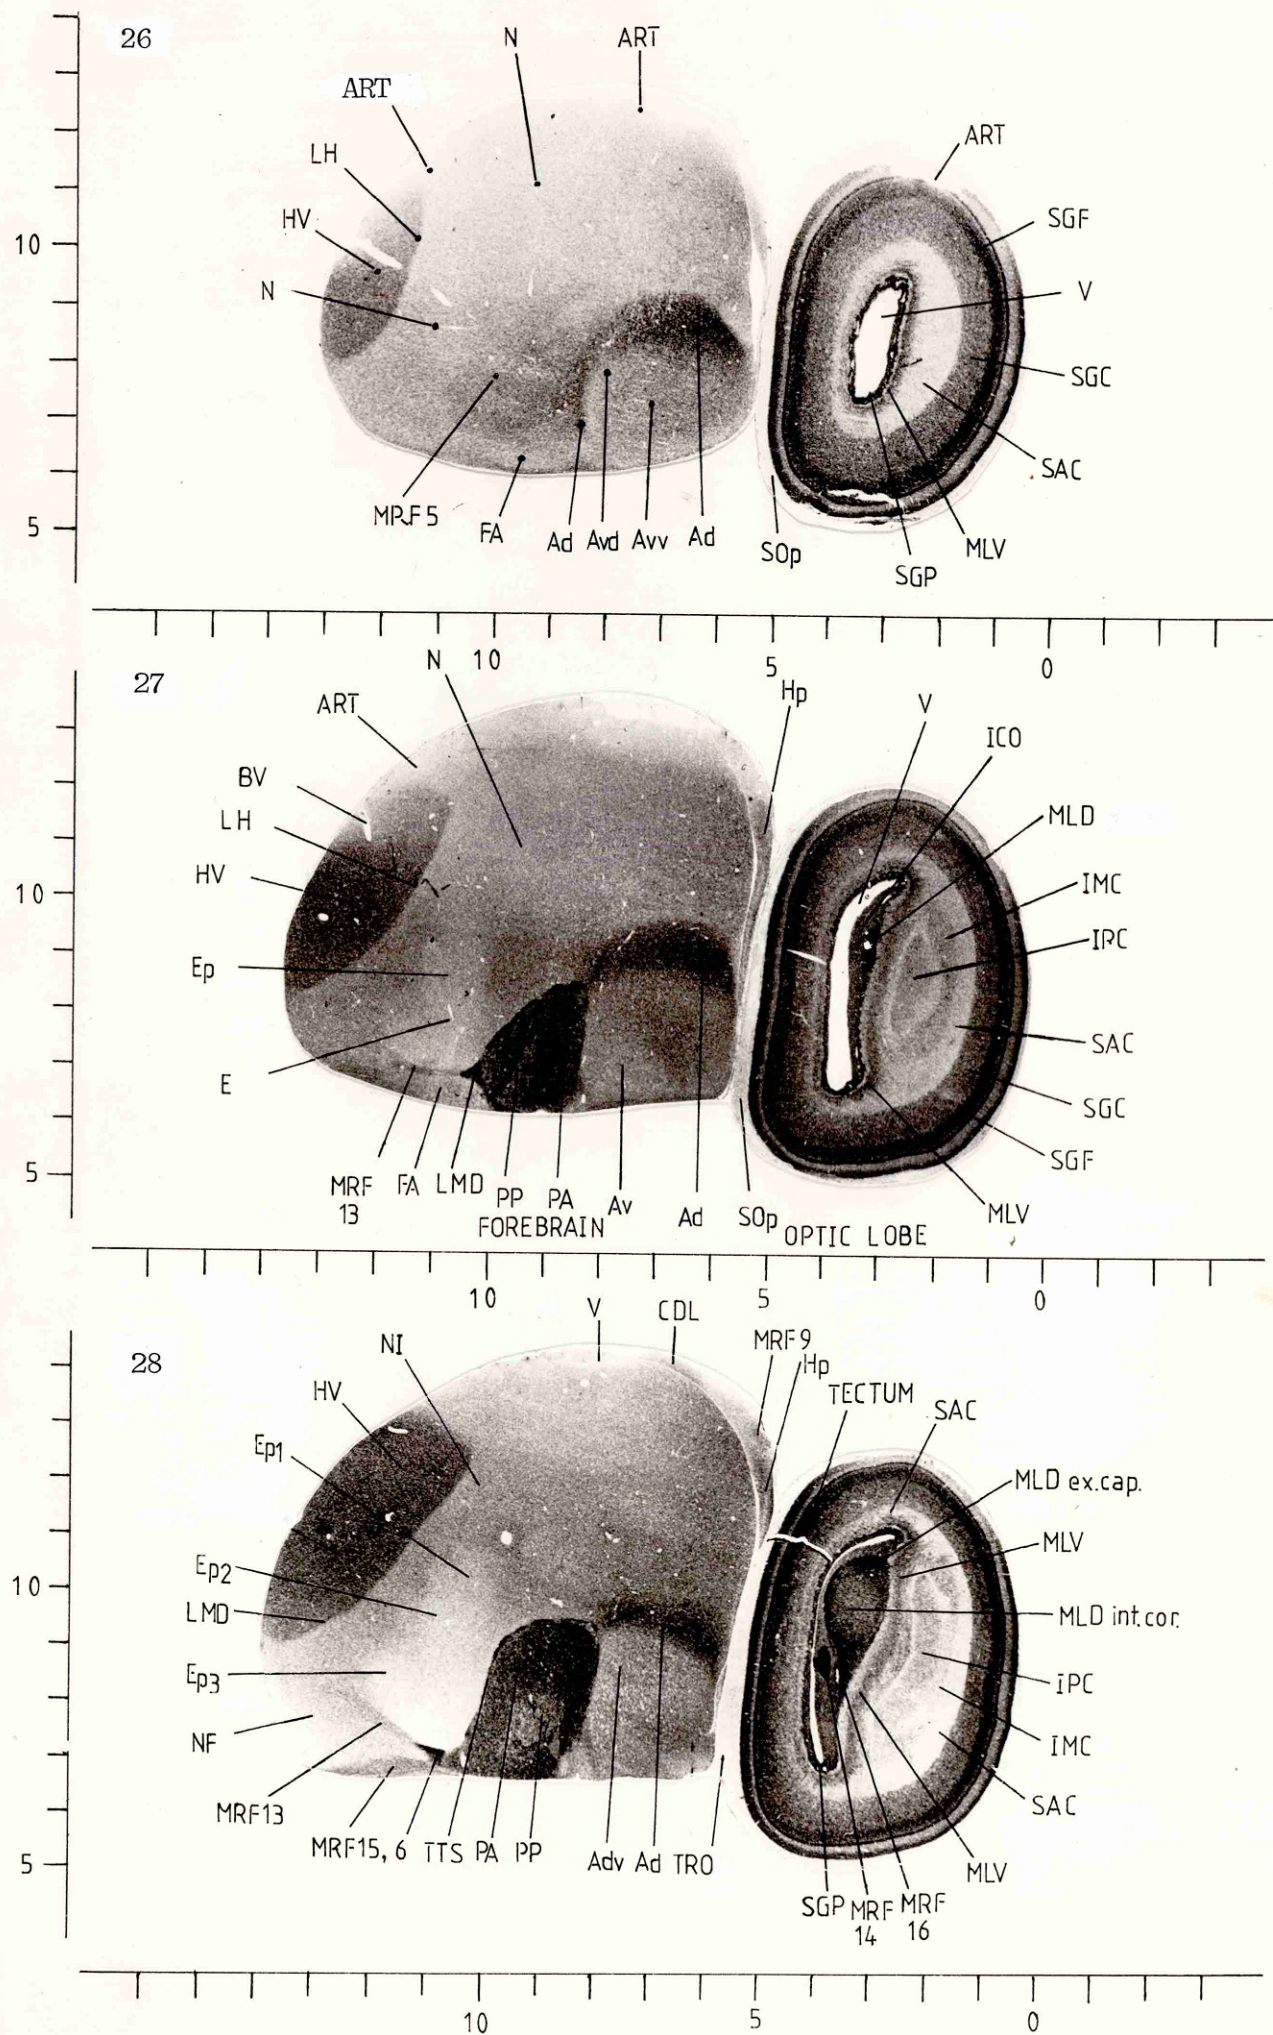 26
N
ART
ART
ART
LH
SGF
HV
10
N
V
SGC
SAC
MRF5
FA
Ad
Avd
Avv
Ad
5
SOp
MLV
SGP
10
5
0
27
N
Hp
V
ART
ICO
BV
MLD
LH
HV
10
IMC
IRC
Ep
SAC
E
SGC
SGF
5
MRF
13
FA
LMD
PP
PA
Av
Ad
SOp
MLV
FOREBRAIN
OPTIC LOBE
10
5
0
28
V
CDL
NI
MRF9
Hp
HV
TECTUM
SAC
Ep1
MLD ex.cap.
MLV
Ep2
10
LMD
MLD int.cor.
Ep3
IPC
NF
IMC
MRF13
SAC
MRF15, 6
TTS
PA
PP
Adv
Ad
TRO
5
MLV
SGP
MRF
14
MRF
16
10
5
0